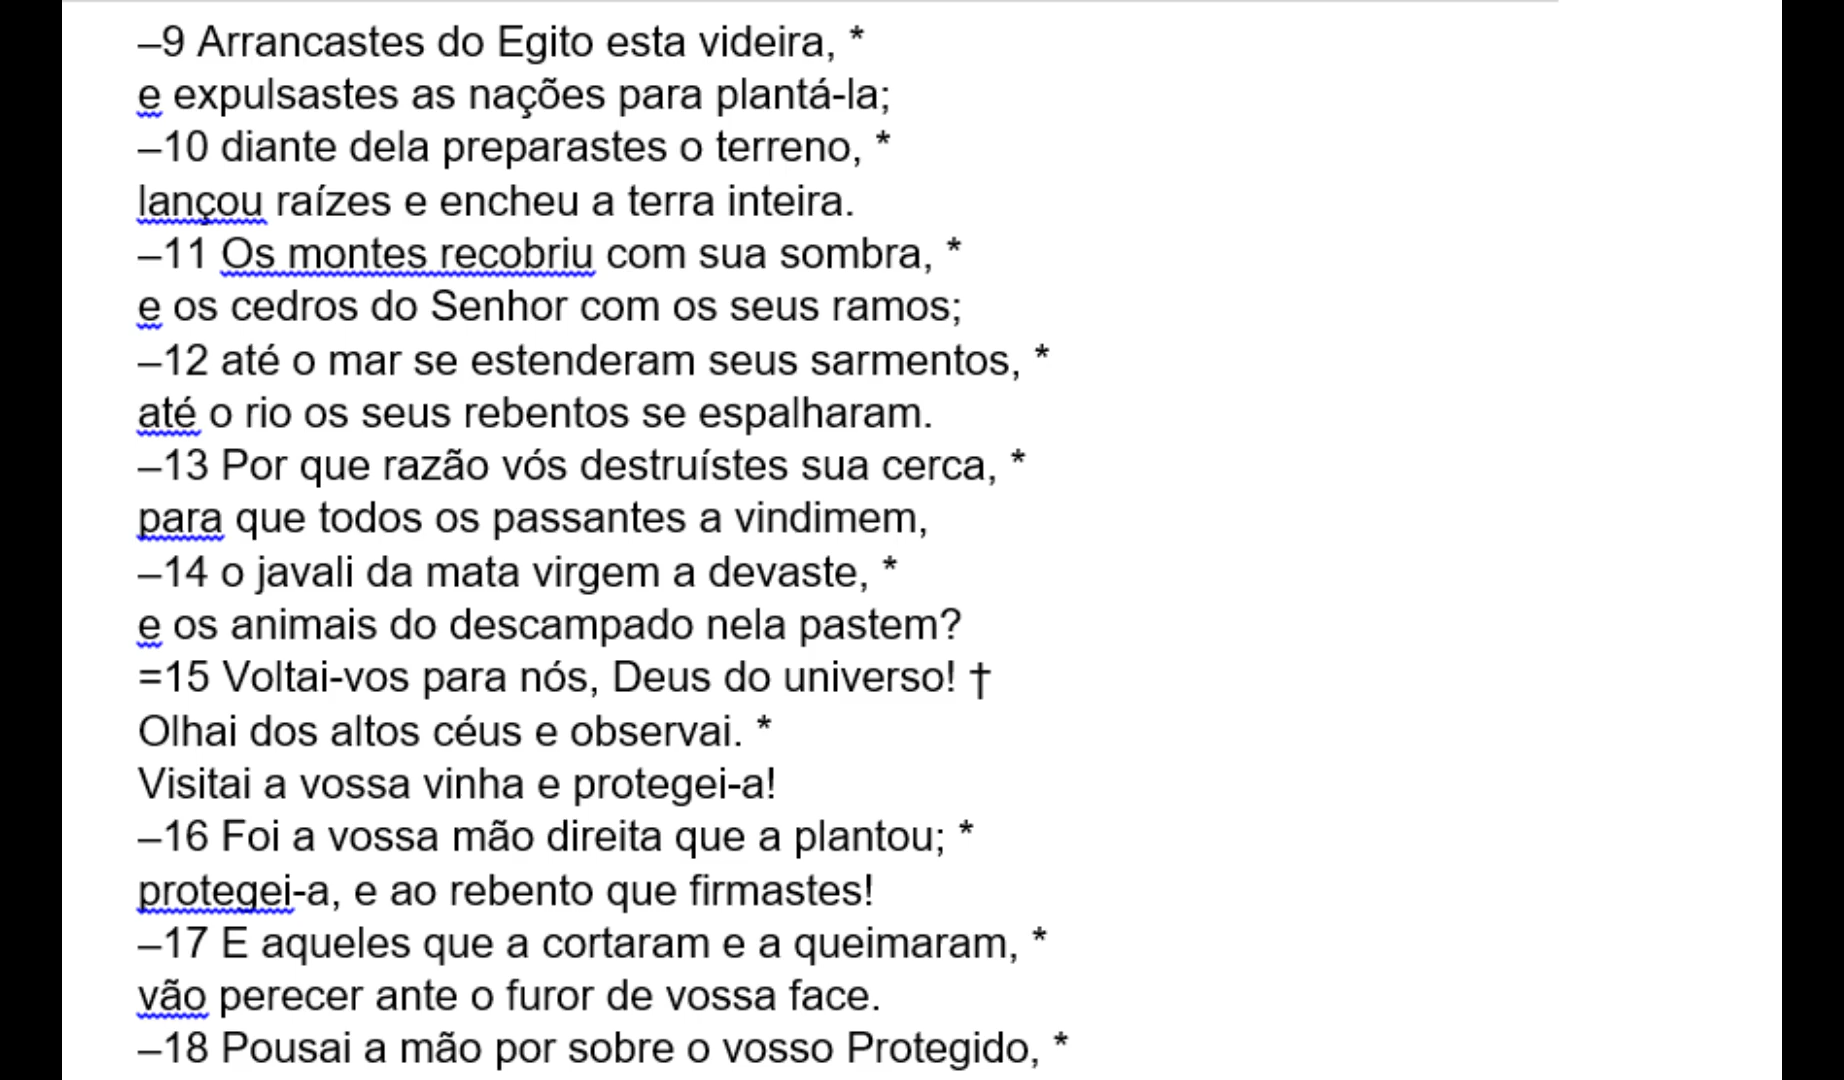 –9 Arrancastes do Egito esta videira, *
e expulsastes as nações para plantá-la;
–10 diante dela preparastes o terreno, *
lançou raízes e encheu a terra inteira.
–11 Os montes recobriu com sua sombra, *
e os cedros do Senhor com os seus ramos;
–12 até o mar se estenderam seus sarmentos, *
até o rio os seus rebentos se espalharam.
–13 Por que razão vós destruístes sua cerca, *
para que todos os passantes a vindimem,
–14 o javali da mata virgem a devaste, *
e os animais do descampado nela pastem?
=15 Voltai-vos para nós, Deus do universo! †
Olhai dos altos céus e observai. *
Visitai a vossa vinha e protegei-a!
–16 Foi a vossa mão direita que a plantou; *
protegei-a, e ao rebento que firmastes!
–17 E aqueles que a cortaram e a queimaram, *
vão perecer ante o furor de vossa face.
–18 Pousai a mão por sobre o vosso Protegido, *